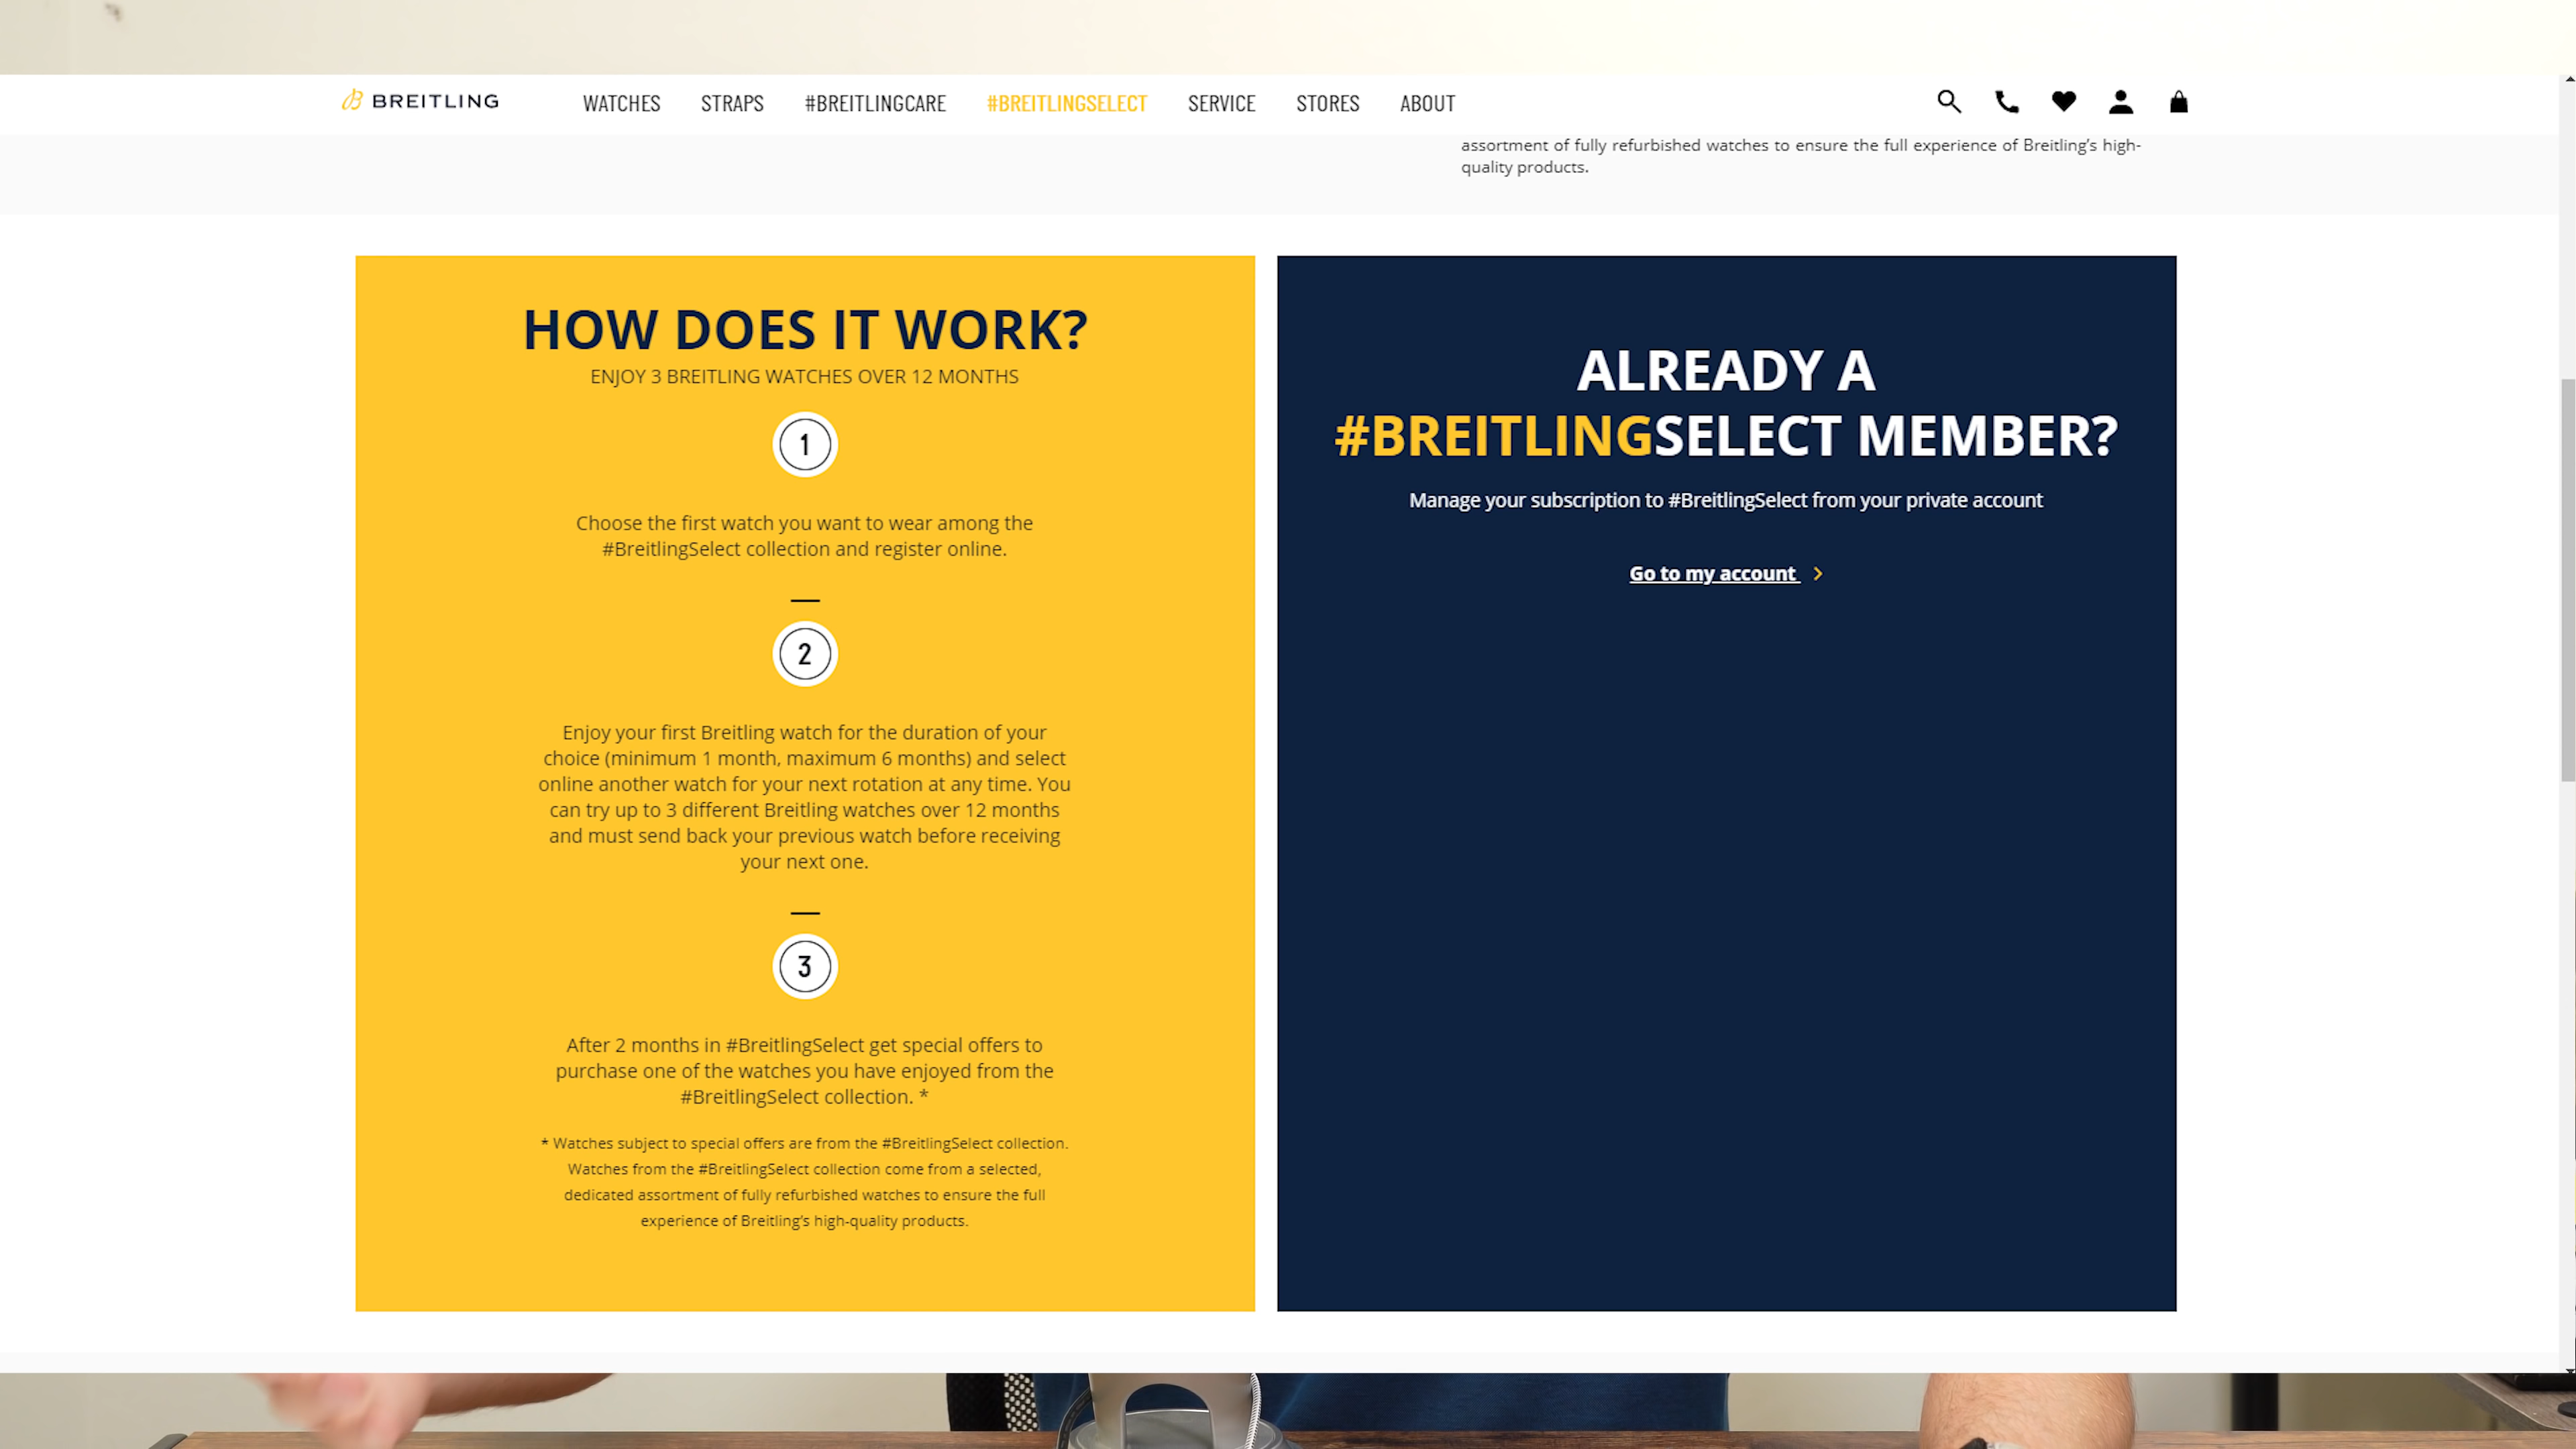 BREITLING
WATCHES STRAPS #BREITLINGCARE #BREITLINGSELECT SERVICE STORES ABOUT
assortment of fully refurbished watches to ensure the full experience of Breitling's high-
quality products.
HOW DOES IT WORK?
ENJOY 3 BREITLING WATCHES OVER 12 MONTHS
1
Choose the first watch you want to wear among the
#BreitlingSelect collection and register online.
2
Enjoy your first Breitling watch for the duration of your
choice (minimum 1 month, maximum 6 months) and select
online another watch for your next rotation at any time. You
can try up to 3 different Breitling watches over 12 months
and must send back your previous watch before receiving
your next one.
3
After 2 months in #BreitlingSelect get special offers to
purchase one of the watches you have enjoyed from the
#BreitlingSelect collection. *
* Watches subject to special offers are from the #BreitlingSelect collection.
Watches from the #BreitlingSelect collection come from a selected,
dedicated assortment of fully refurbished watches to ensure the full
experience of Breitling's high-quality products.
ALREADY A
#BREITLINGSELECT MEMBER?
Manage your subscription to #BreitlingSelect from your private account
Go to my account